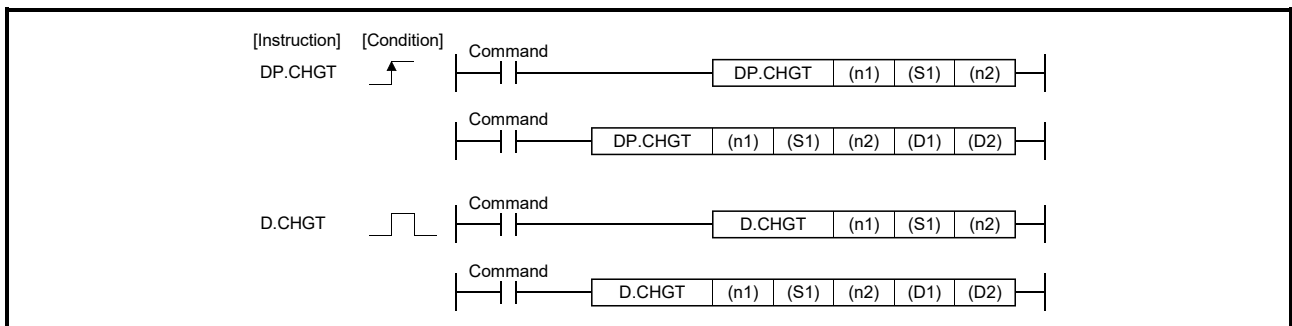 [Instruction] [Condition]
Command
DP.CHGT DP.CHGT (n1) (S1) (n2)
Command
DP.CHGT (n1) (S1) (n2) (D1) (D2)
Command
D.CHGT D.CHGT (n1) (S1) (n2)
Command
D.CHGT (n1) (S1) (n2) (D1) (D2)